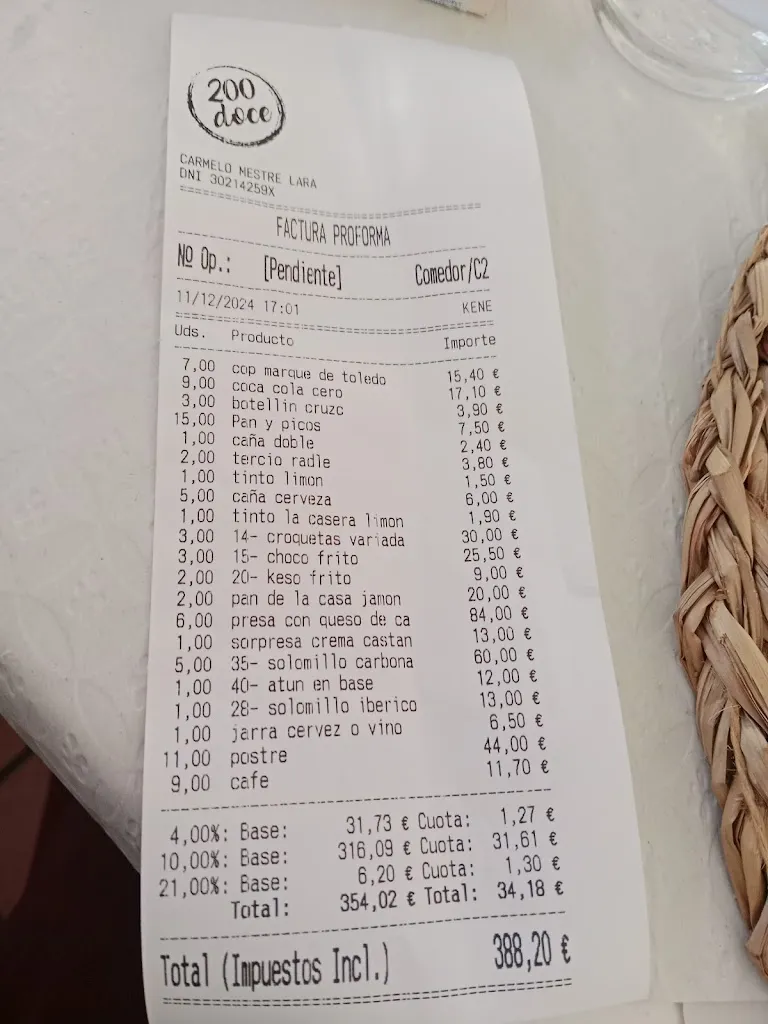 200
doce
CARMELO MESTRE LARA
DNI 30214259X
FACTURA PROFORMA
Nº Op.: [Pendiente] Comedor/C2
11/12/2024 17:01 KENE
Uds. Producto Importe
7,00 cop marque de toledo 15,40 €
9,00 coca cola cero 17,10 €
3,00 botellin cruzc 3,90 €
15,00 Pan y picos 7,50 €
1,00 caña doble 2,40 €
2,00 tercio radle 3,80 €
1,00 tinto limon 1,50 €
5,00 caña cerveza 6,00 €
1,00 tinto la casera limon 1,90 €
3,00 14- croquetas variada 30,00 €
3,00 15- choco frito 25,50 €
2,00 20- keso frito 9,00 €
2,00 pan de la casa jamon 20,00 €
6,00 presa con queso de ca 84,00 €
1,00 sorpresa crema castan 13,00 €
5,00 35- solomillo carbona 60,00 €
1,00 40- atun en base 12,00 €
1,00 28- solomillo iberico 13,00 €
1,00 jarra cervez o vino 6,50 €
11,00 postre 44,00 €
9,00 cafe 11,70 €
4,00%: Base: 31,73 € Cuota: 1,27 €
10,00%: Base: 316,09 € Cuota: 31,61 €
21,00%: Base: 6,20 € Cuota: 1,30 €
Total: 354,02 € Total: 34,18 €
Total (Impuestos Incl.) 388,20 €